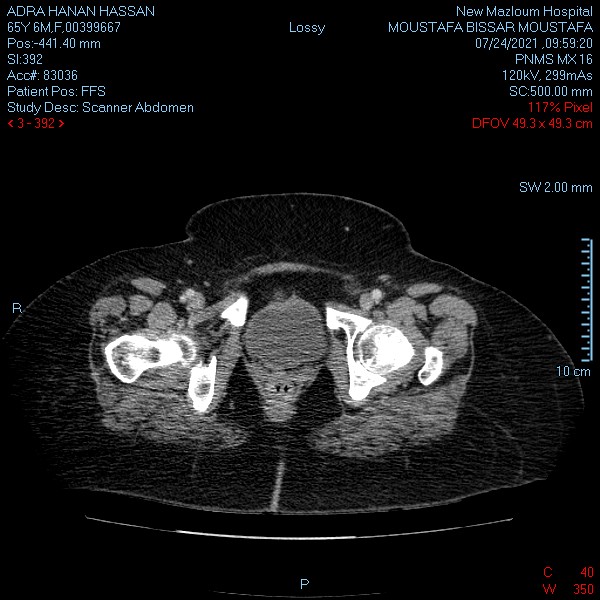 ADRA HANAN HASSAN
65Y 6M,F,00399667
Pos:-441.40 mm
SI:392
Acc#: 83036
Patient Pos: FFS
Study Desc: Scanner Abdomen
< 3 - 392 >
Lossy
New Mazloum Hospital
MOUSTAFA BISSAR MOUSTAFA
07/24/2021 ,09:59:20
PNMS MX 16
120kV, 299mAs
SC:500.00 mm
117% Pixel
DFOV 49.3 x 49.3 cm
SW 2.00 mm
R
10 cm
P
C 40
W 350